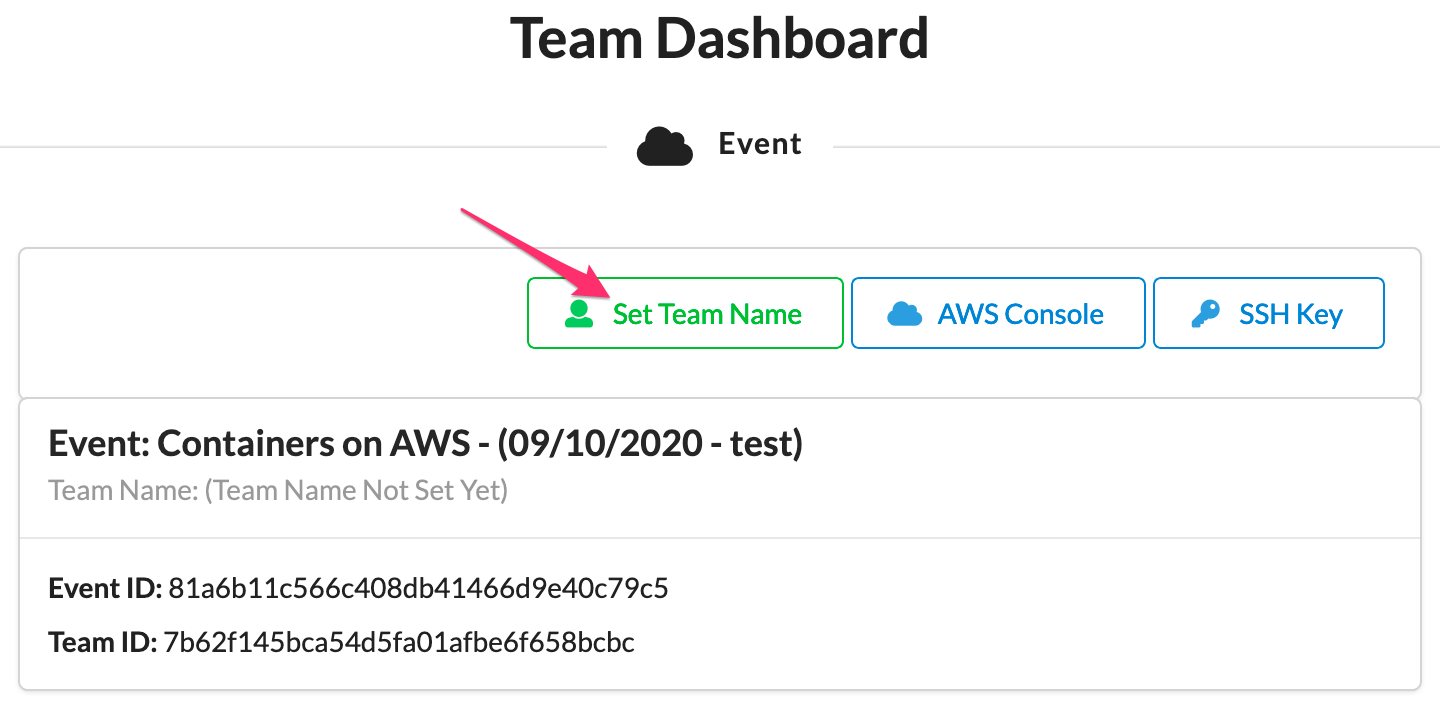 Team Dashboard
Event
Set Team Name AWS Console SSH Key
Event: Containers on AWS - (09/10/2020 - test)
Team Name: (Team Name Not Set Yet)
Event ID: 81a6b11c566c408db41466d9e40c79c5
Team ID: 7b62f145bca54d5fa01afbe6f658bcbc